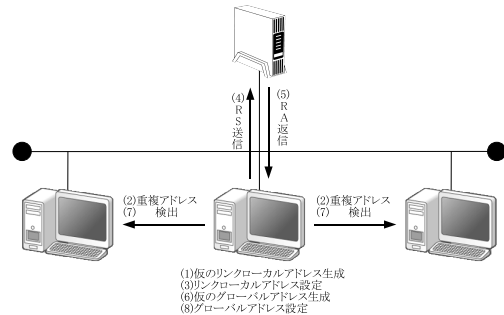 (4)RS送信
(5)RA返信
(2)重複アドレス
(7) 検出
(2)重複アドレス
(7) 検出
(1)仮のリンクローカルアドレス生成
(3)リンクローカルアドレス設定
(6)仮のグローバルアドレス生成
(8)グローバルアドレス設定